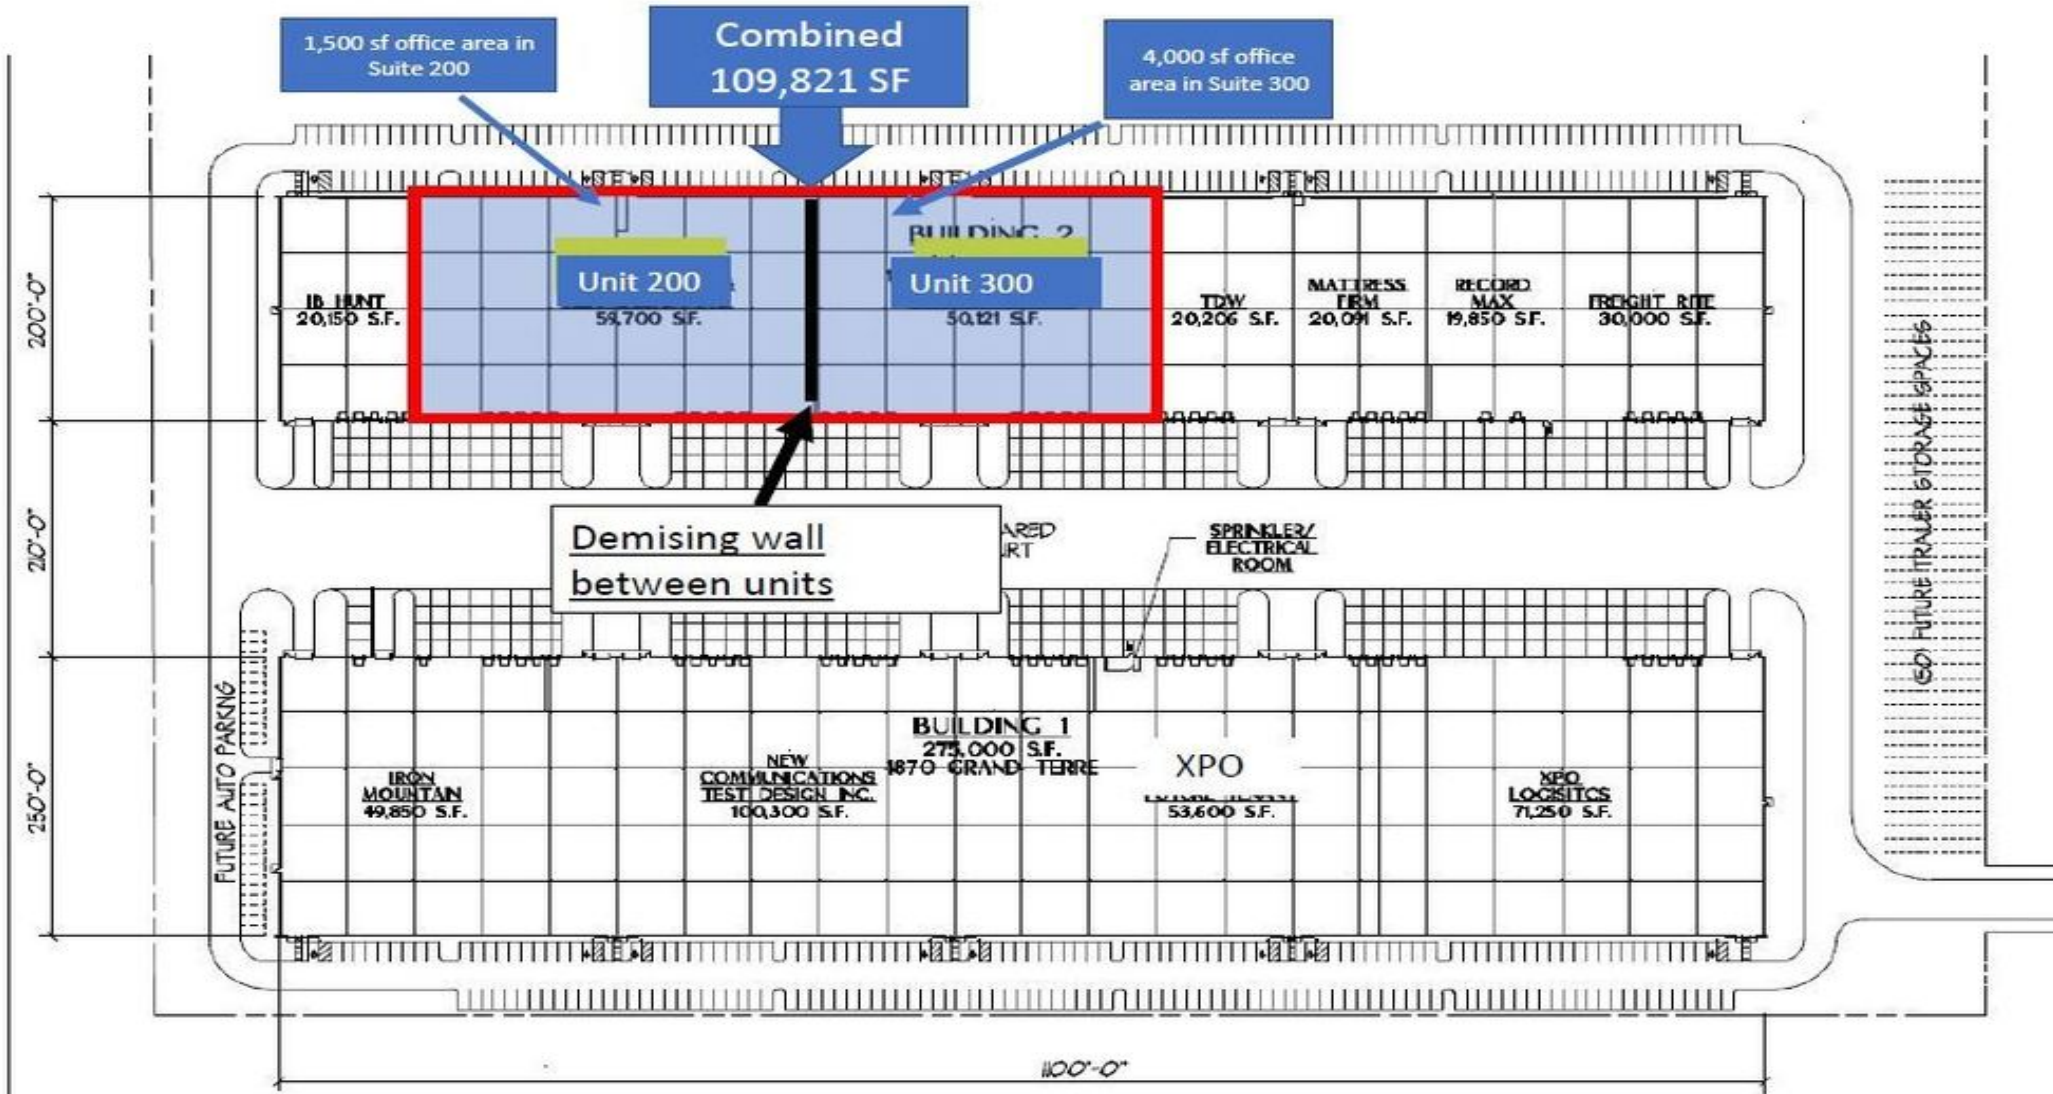 1,500 sf office area in
Suite 200
Combined
109,821 SF
4,000 sf office
area in Suite 300
BUILDING 2
Unit 200
Unit 300
59,700 S.F.
50,121 S.F.
JB HUNT
20,150 S.F.
TDW
20,206 S.F.
MATTRESS
FIRM
20,091 S.F.
RECORD
MAX
19,850 S.F.
FREIGHT RITE
30,000 S.F.
200'-0"
210'-0"
250'-0"
Demising wall
between units
ARED
RT
SPRINKLER/
ELECTRICAL
ROOM
FUTURE TRAILER STORAGE SPACES
FUTURE AUTO PARKNG
BUILDING 1
275,000 S.F.
1870 GRAND TERRE
IRON
MOUNTAIN
49,850 S.F.
NEW
COMMUNICATIONS
TEST DESIGN INC.
100,300 S.F.
XPO
53,600 S.F.
XPO
LOGISITCS
71,250 S.F.
1100'-0"